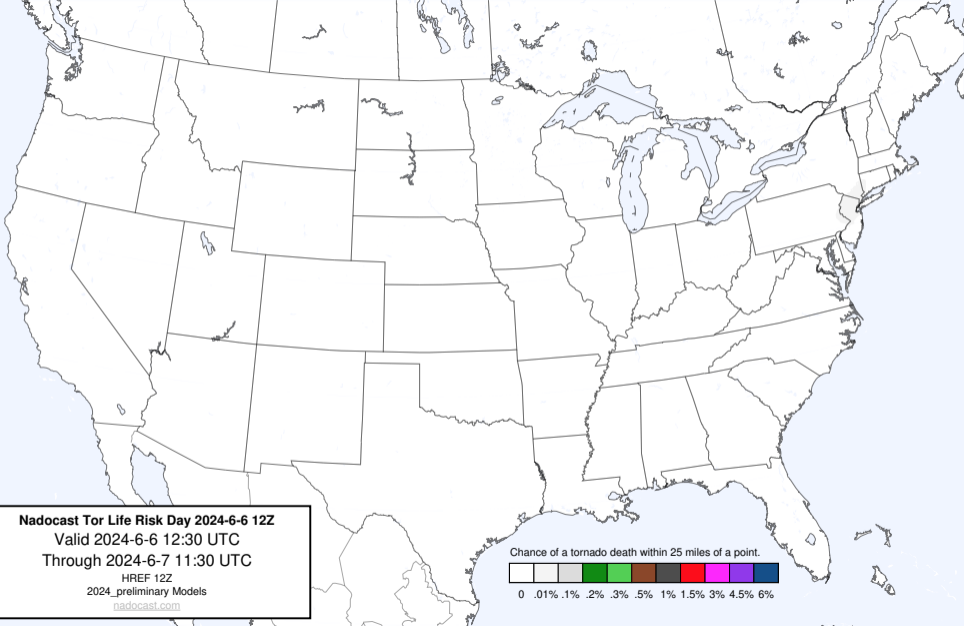 Nadocast Tor Life Risk Day 2024-6-6 12Z
Valid 2024-6-6 12:30 UTC
Through 2024-6-7 11:30 UTC
HREF 12Z
2024_preliminary Models
nadocast.com
Chance of a tornado death within 25 miles of a point.
0 .01% .1% .2% .3% .5% 1% 1.5% 3% 4.5% 6%